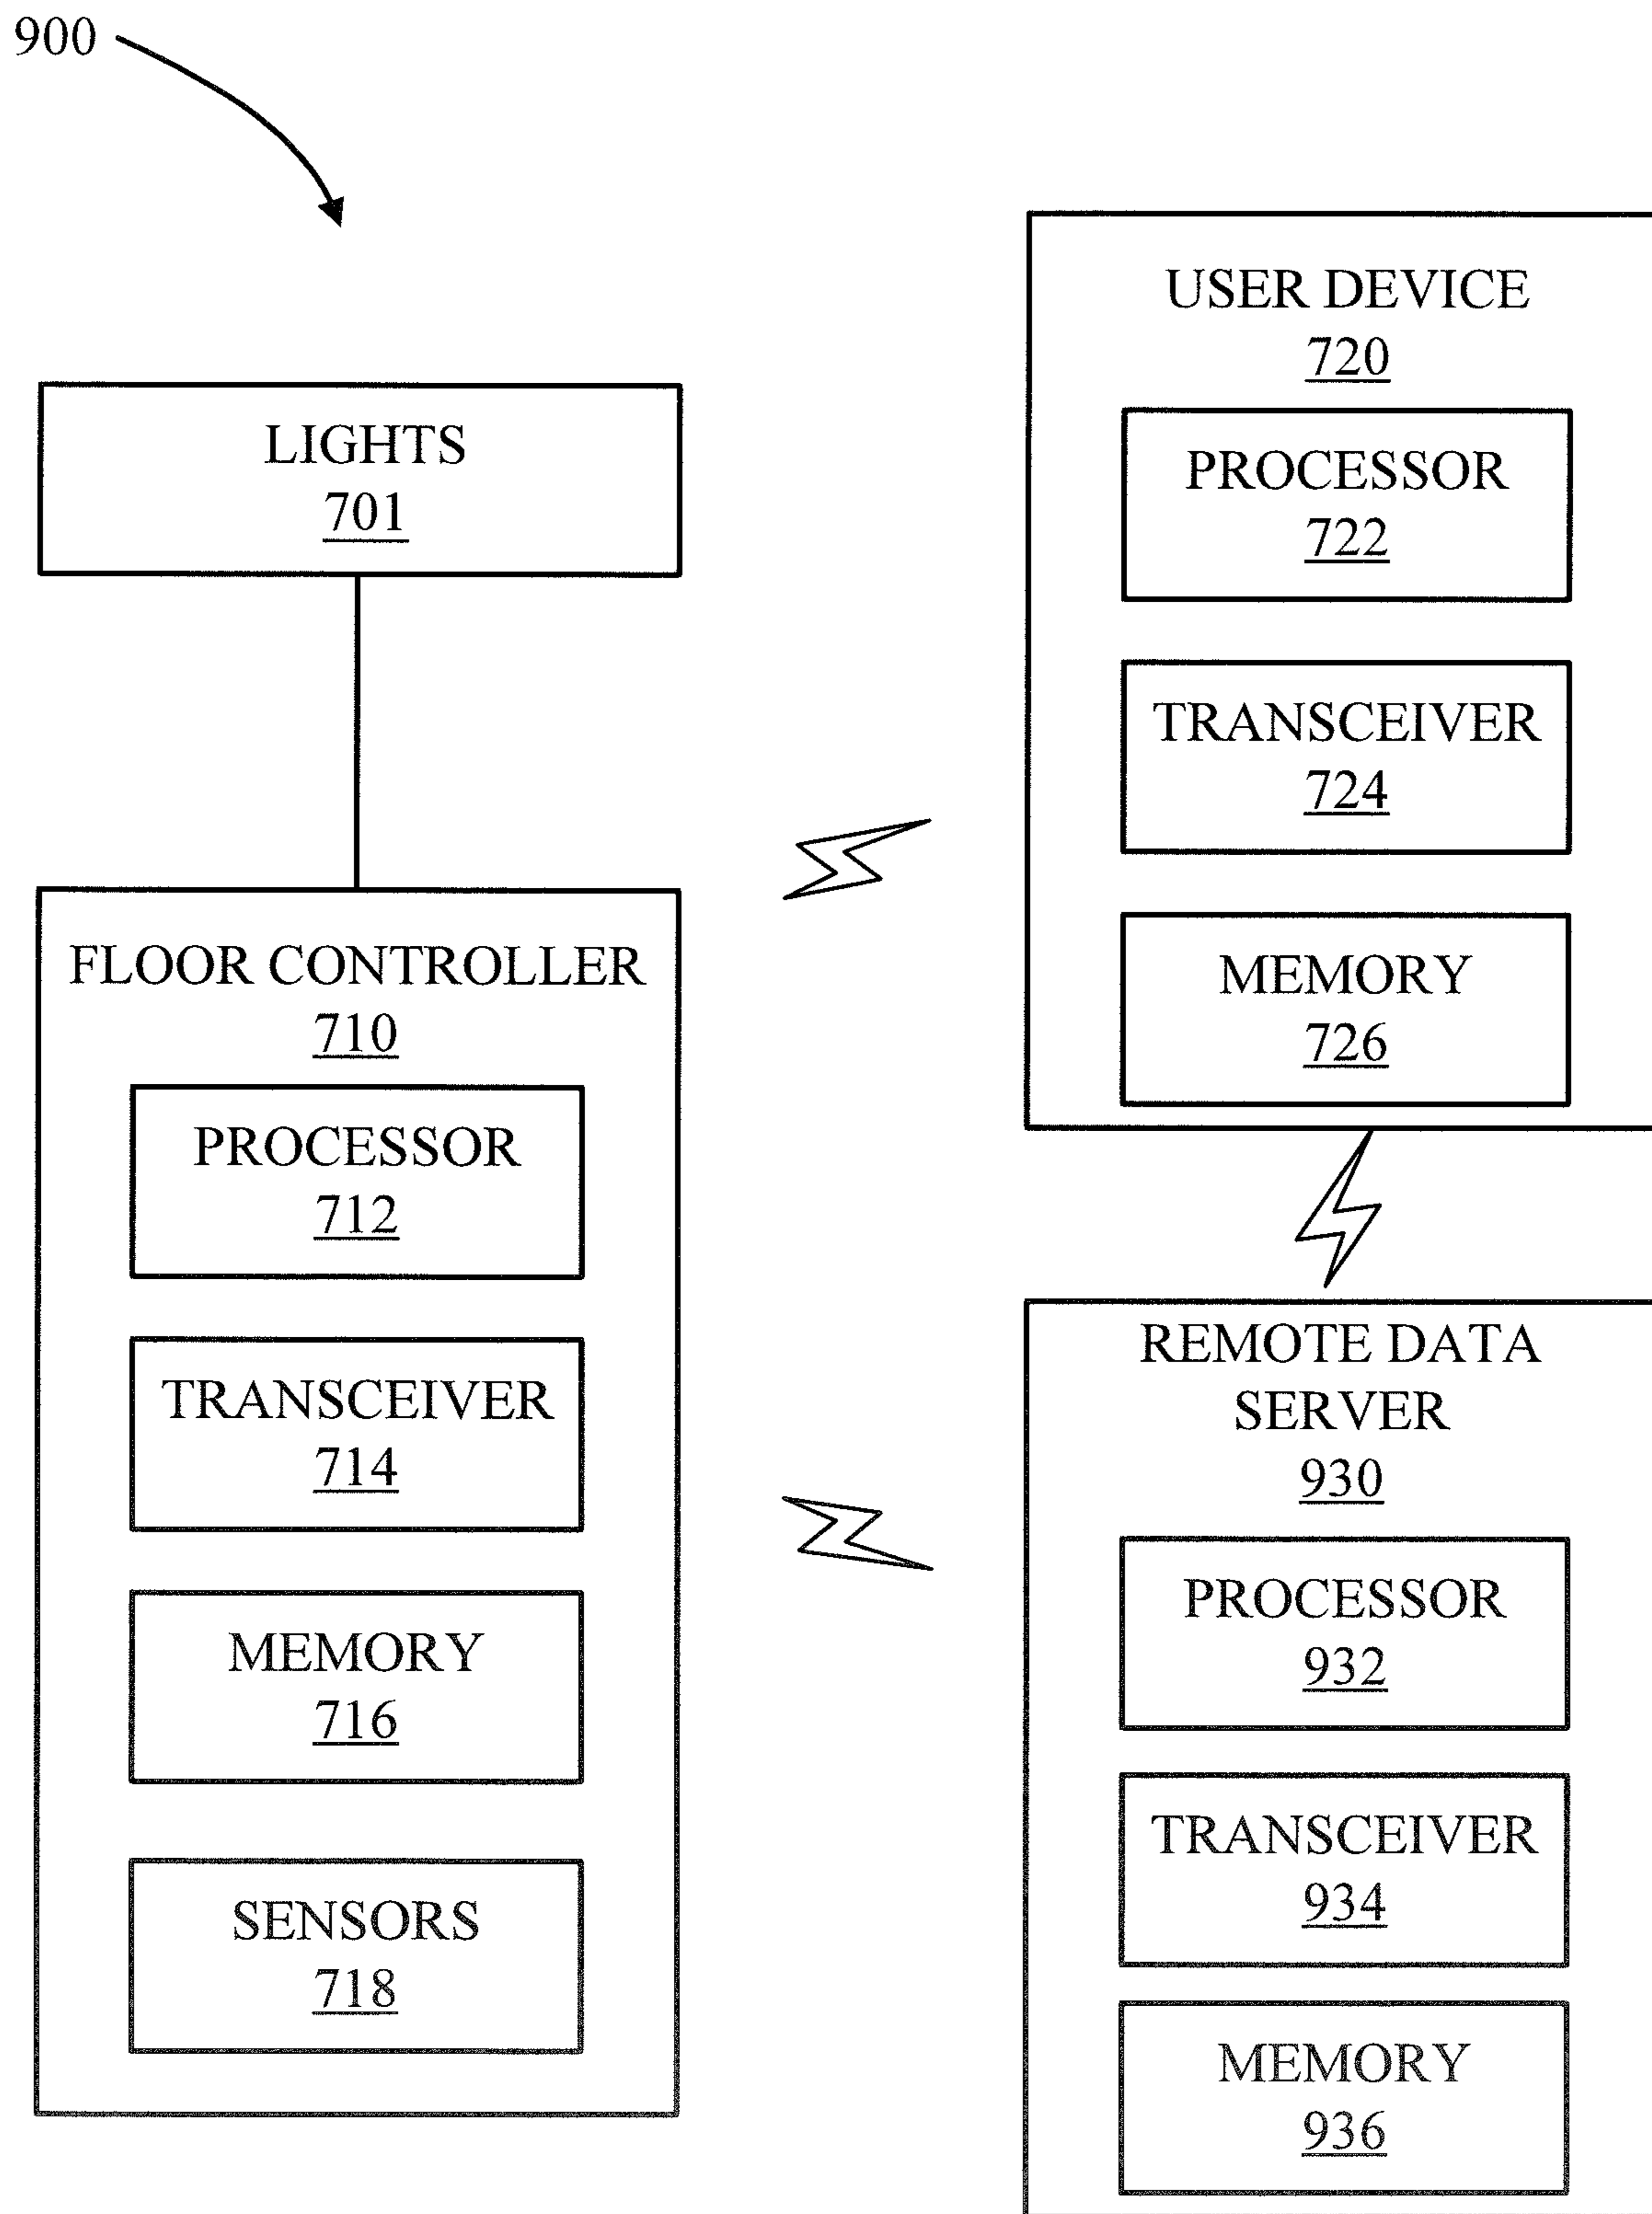 900
LIGHTS
701
FLOOR CONTROLLER
710
PROCESSOR
712
TRANSCEIVER
714
MEMORY
716
SENSORS
718
USER DEVICE
720
PROCESSOR
722
TRANSCEIVER
724
MEMORY
726
REMOTE DATA
SERVER
930
PROCESSOR
932
TRANSCEIVER
934
MEMORY
936